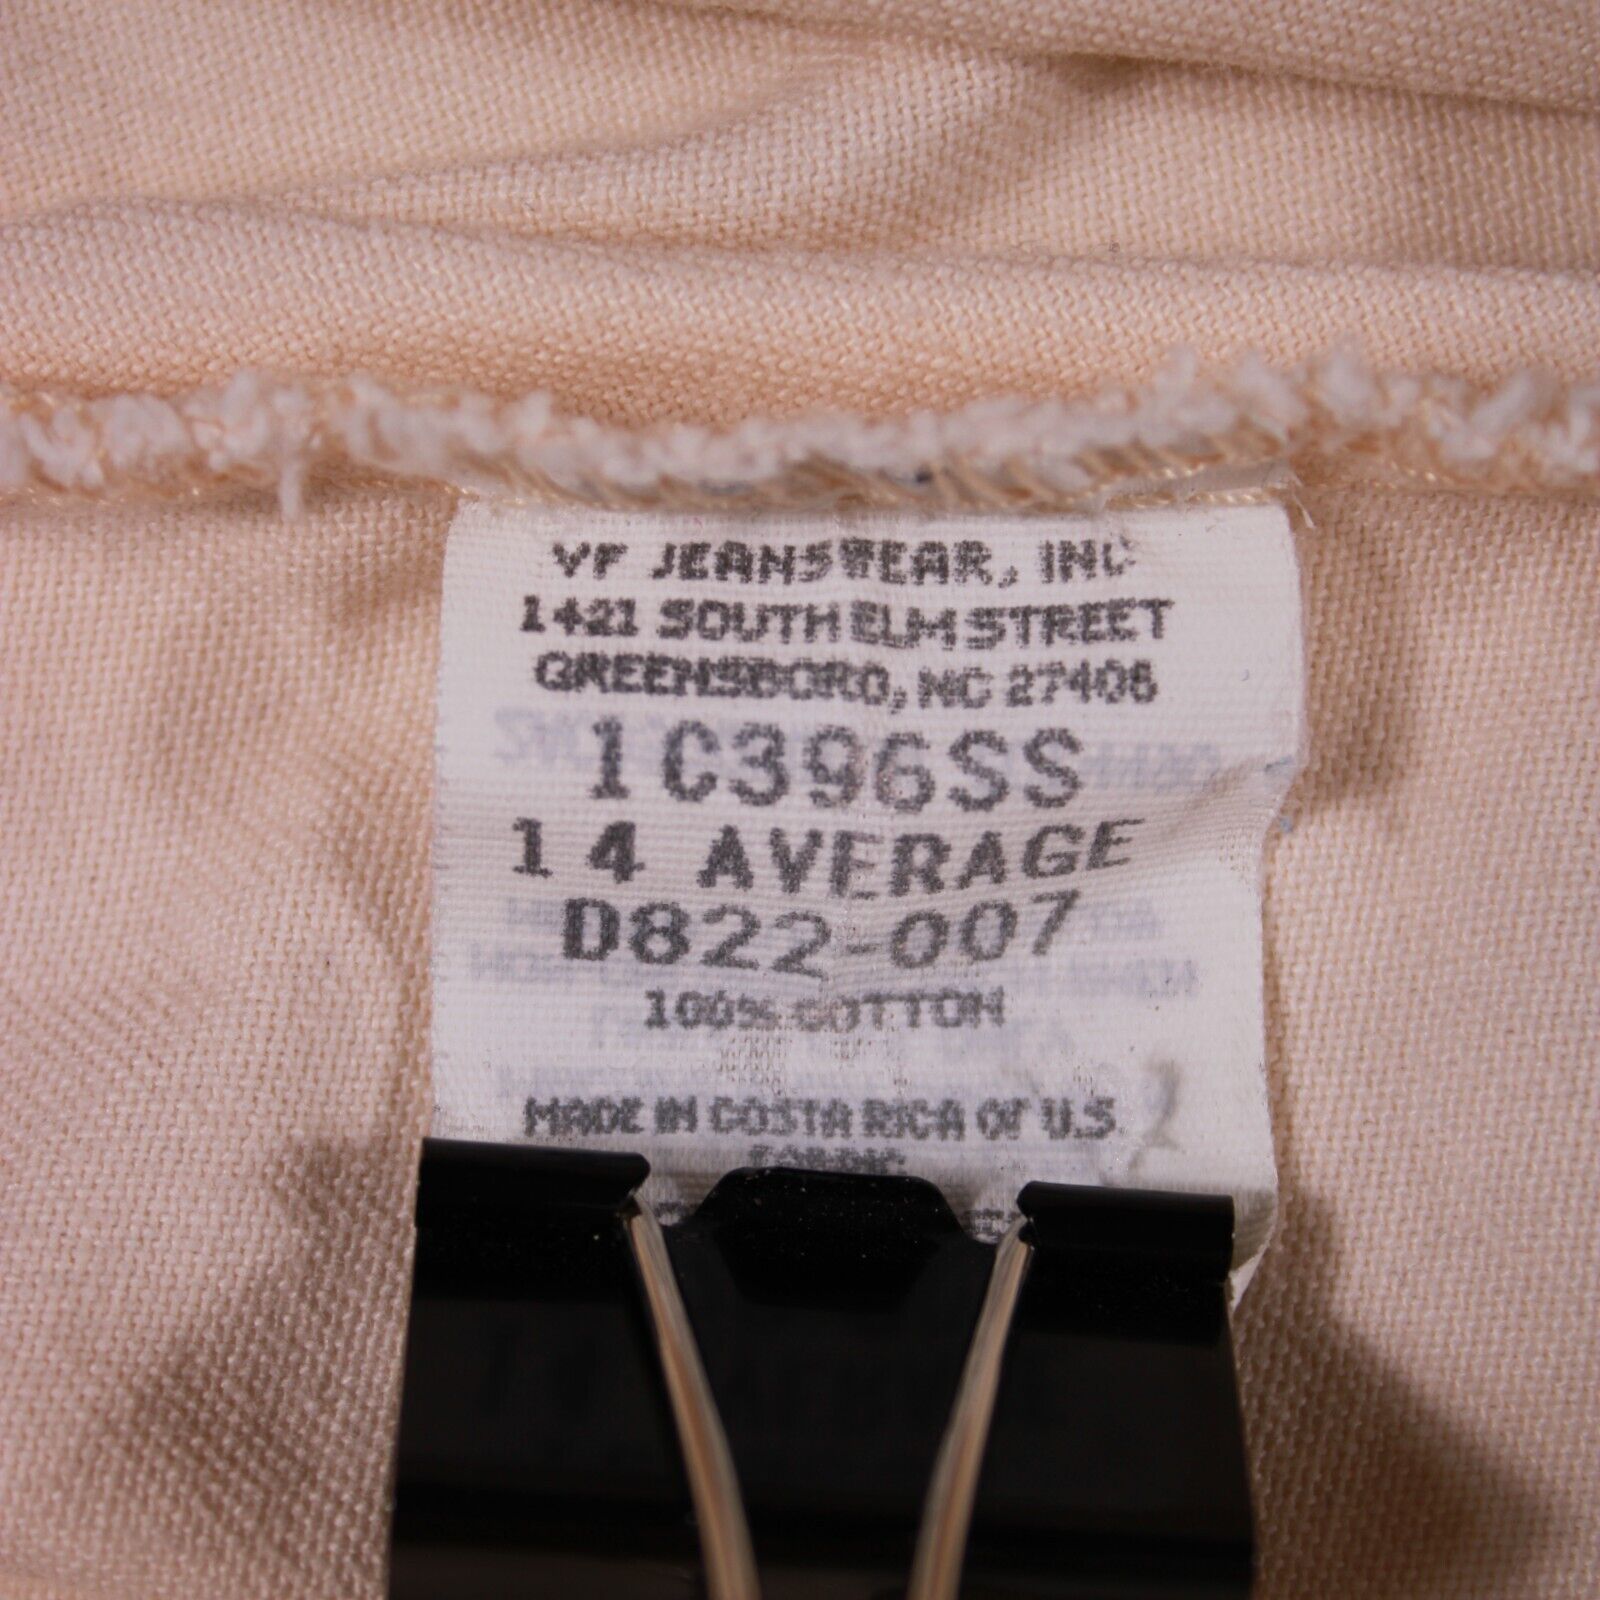 VF JEANSWEAR, INC
1421 SOUTH ELM STREET
GREENSBORO, NC 27406
1C396SS
14 AVERAGE
D822-007
100% COTTON
MADE IN COSTA RICA OF U.S.
FABRIC